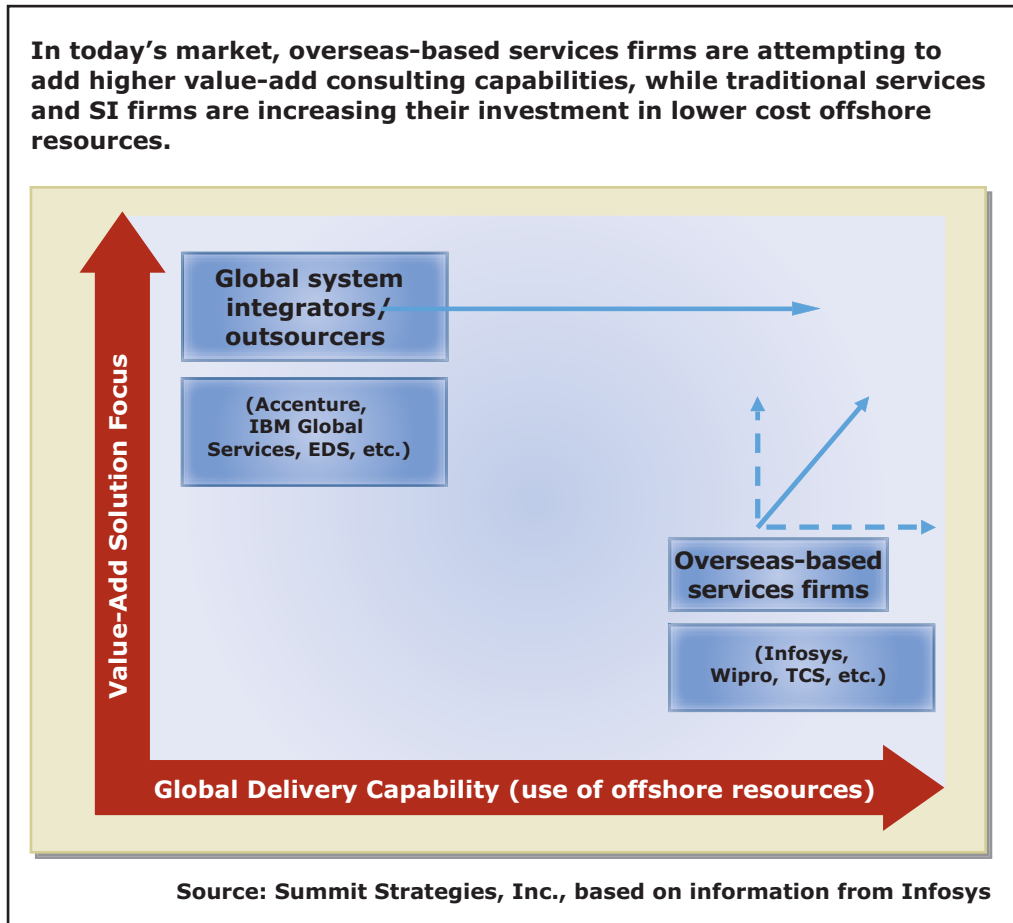 In today’s market, overseas-based services firms are attempting to
add higher value-add consulting capabilities, while traditional services
and SI firms are increasing their investment in lower cost offshore
resources.
Value-Add Solution Focus
Global system
integrators/
outsourcers
(Accenture,
IBM Global
Services, EDS, etc.)
Overseas-based
services firms
(Infosys,
Wipro, TCS, etc.)
Global Delivery Capability (use of offshore resources)
Source: Summit Strategies, Inc., based on information from Infosys